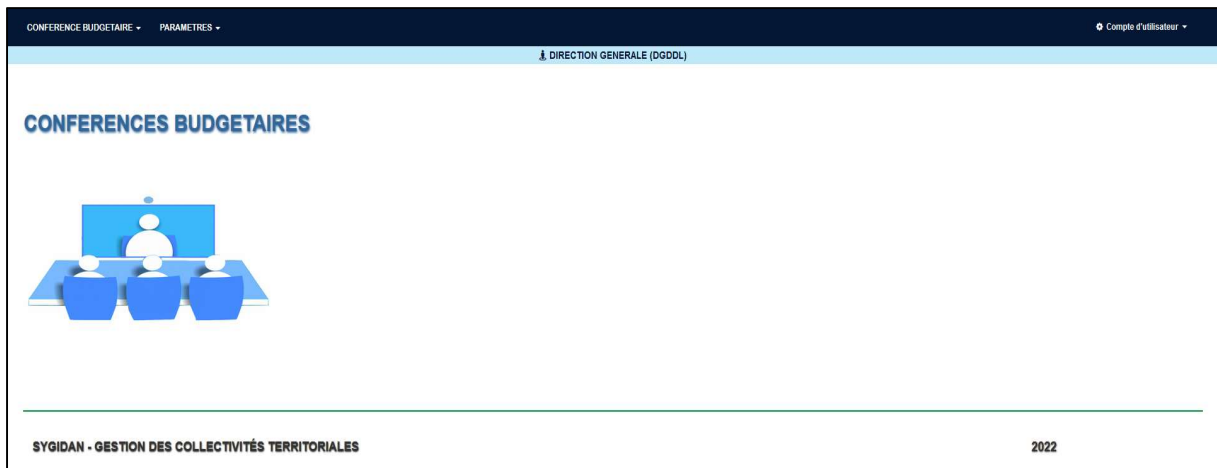 CONFERENCE BUDGETAIRE PARAMETRES Compte d'utilisateur
DIRECTION GENERALE (DGDDL)
CONFERENCES BUDGETAIRES
SYGIDAN - GESTION DES COLLECTIVITÉS TERRITORIALES 2022